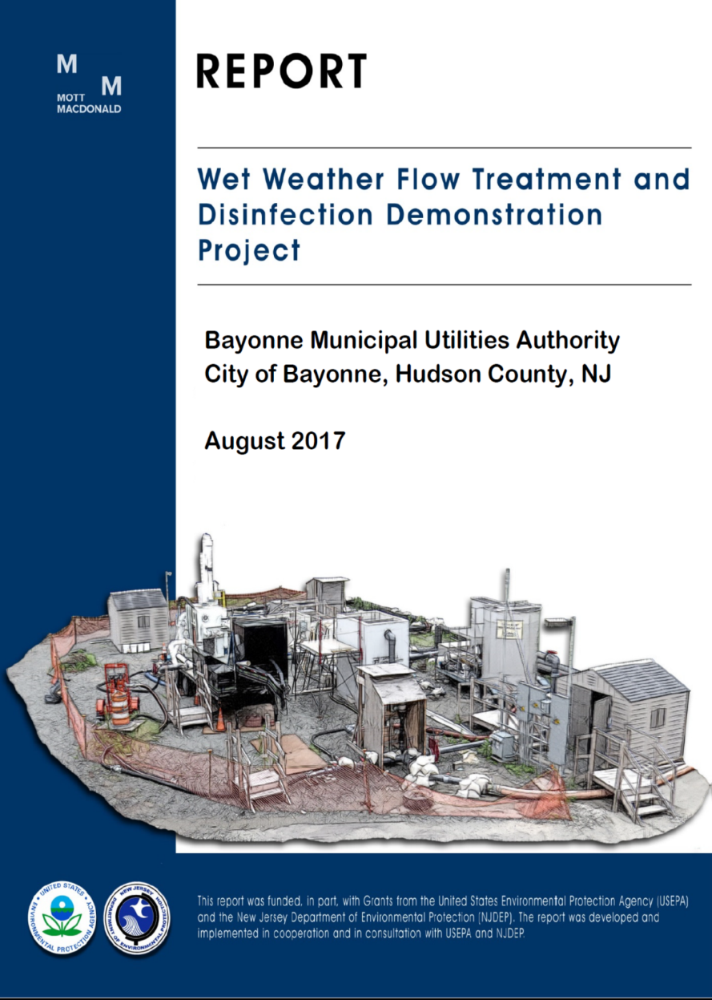 M
M
MOTT
MACDONALD
REPORT
Wet Weather Flow Treatment and
Disinfection Demonstration
Project
Bayonne Municipal Utilities Authority
City of Bayonne, Hudson County, NJ
August 2017
UNITED STATES
ENVIRONMENTAL PROTECTION AGENCY
NEW JERSEY
DEPARTMENT OF ENVIRONMENTAL PROTECTION
This report was funded, in part, with Grants from the United States Environmental Protection Agency (USEPA)
and the New Jersey Department of Environmental Protection (NJDEP). The report was developed and
implemented in cooperation and in consultation with USEPA and NJDEP.